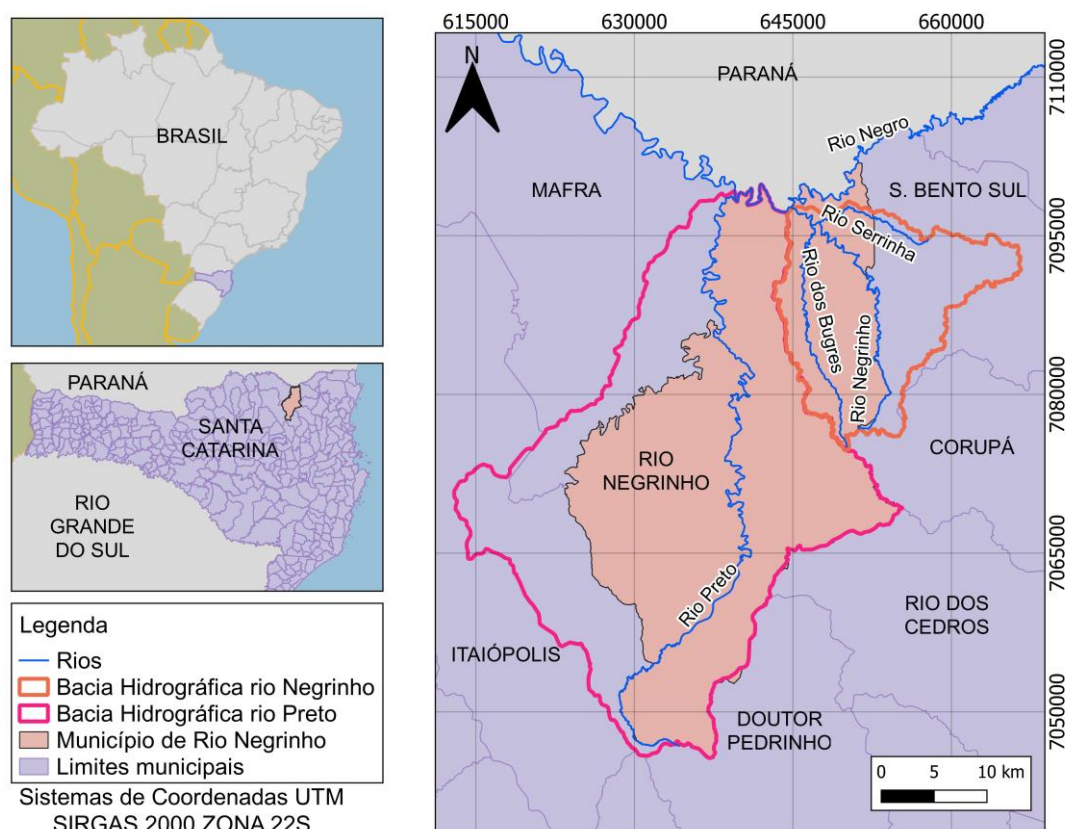 BRASIL
PARANÁ
SANTA
CATARINA
RIO
GRANDE
DO SUL
Legenda
Rios
Bacia Hidrográfica rio Negrinho
Bacia Hidrográfica rio Preto
Município de Rio Negrinho
Limites municipais
Sistemas de Coordenadas UTM
SIRGAS 2000 ZONA 22S
615000 630000 645000 660000
N
PARANÁ
7110000
Rio Negro
MAFRA
S. BENTO SUL
Rio Serrinha
7095000
Rio dos Bugres
Rio Negrinho
7080000
CORUPÁ
RIO
NEGRINHO
7065000
Rio Preto
RIO DOS
CEDROS
ITAIÓPOLIS
7050000
DOUTOR
PEDRINHO
0 5 10 km